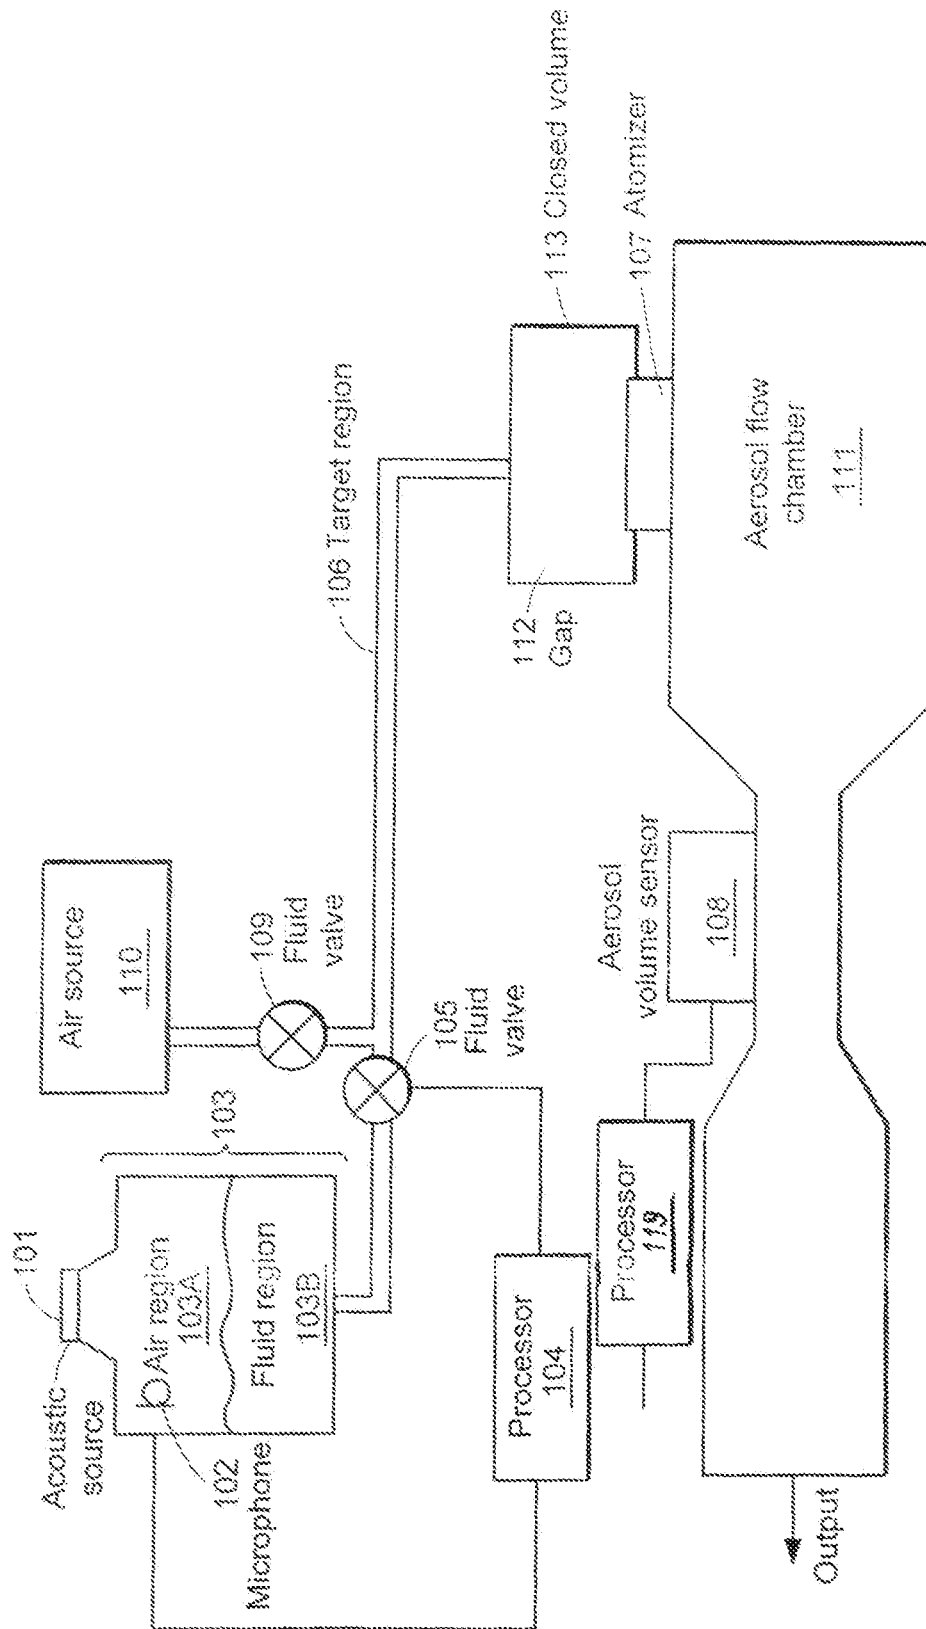 101
Acoustic
source
Air region
103A
Fluid region
103B
103
102
Microphone
Air source
110
109
Fluid
valve
105
Fluid
valve
106 Target region
113 Closed volume
107 Atomizer
112
Gap
Processor
104
Processor
119
Aerosol
volume sensor
108
Aerosol flow
chamber
111
Output